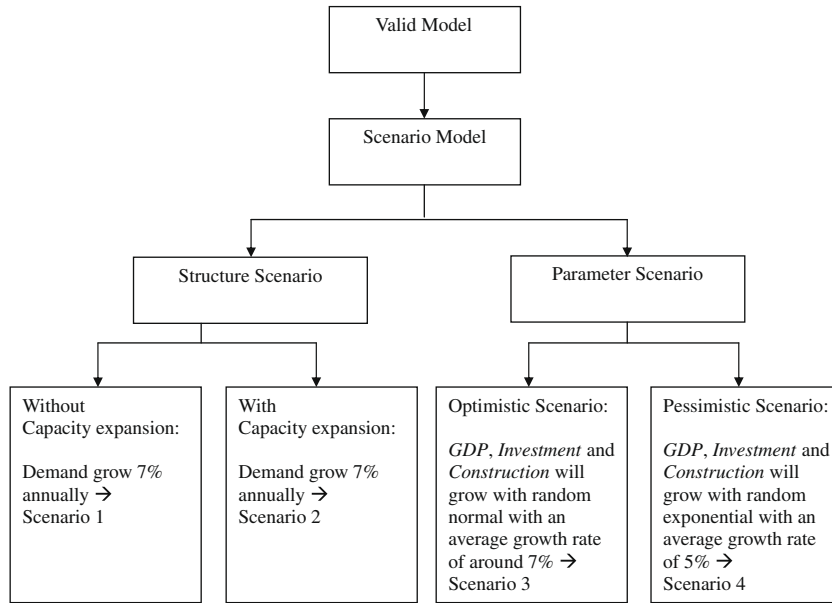 Valid Model
Scenario Model
Structure Scenario
Parameter Scenario
Without
Capacity expansion:
Demand grow 7%
annually →
Scenario 1
With
Capacity expansion:
Demand grow 7%
annually →
Scenario 2
Optimistic Scenario:
GDP, Investment and
Construction will
grow with random
normal with an
average growth rate
of around 7% →
Scenario 3
Pessimistic Scenario:
GDP, Investment and
Construction will
grow with random
exponential with an
average growth rate
of 5% →
Scenario 4